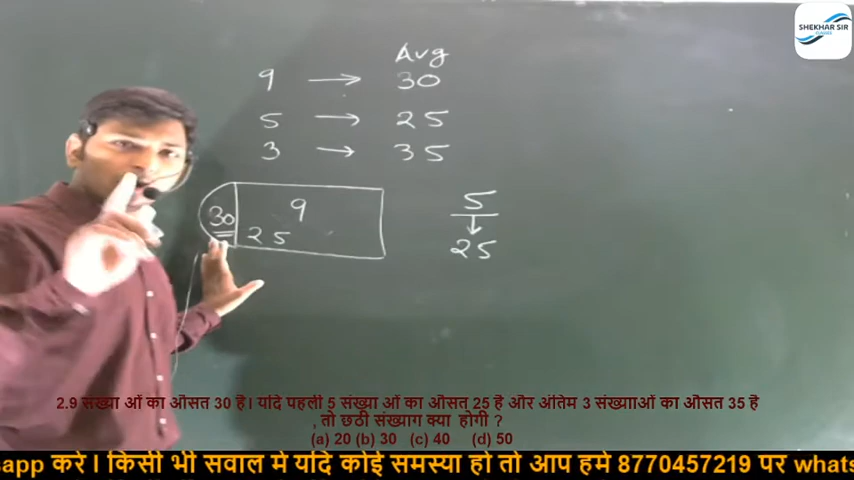 SHEKHAR SIR
CLASSES
Avg
9 → 30
5 → 25
3 → 35
30 9
25
5
↓
25
2.9 संख्या ओं का औसत 30 है। यदि पहली 5 संख्या ओं का औसत 25 है और अंतिम 3 संख्यााओं का औसत 35 है
, तो छठी संख्याग क्या होगी ?
(a) 20 (b) 30 (c) 40 (d) 50
app करे । किसी भी सवाल मे यदि कोई समस्या हो तो आप हमे 8770457219 पर whats